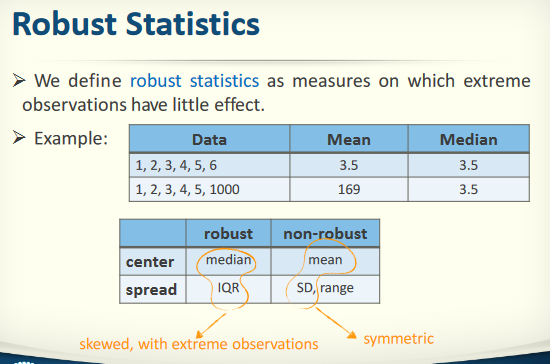 Robust Statistics
➤ We define robust statistics as measures on which extreme
observations have little effect.
➤ Example:
Data Mean Median
1, 2, 3, 4, 5, 6 3.5 3.5
1, 2, 3, 4, 5, 1000 169 3.5
robust non-robust
center median mean
spread IQR SD, range
skewed, with extreme observations
symmetric